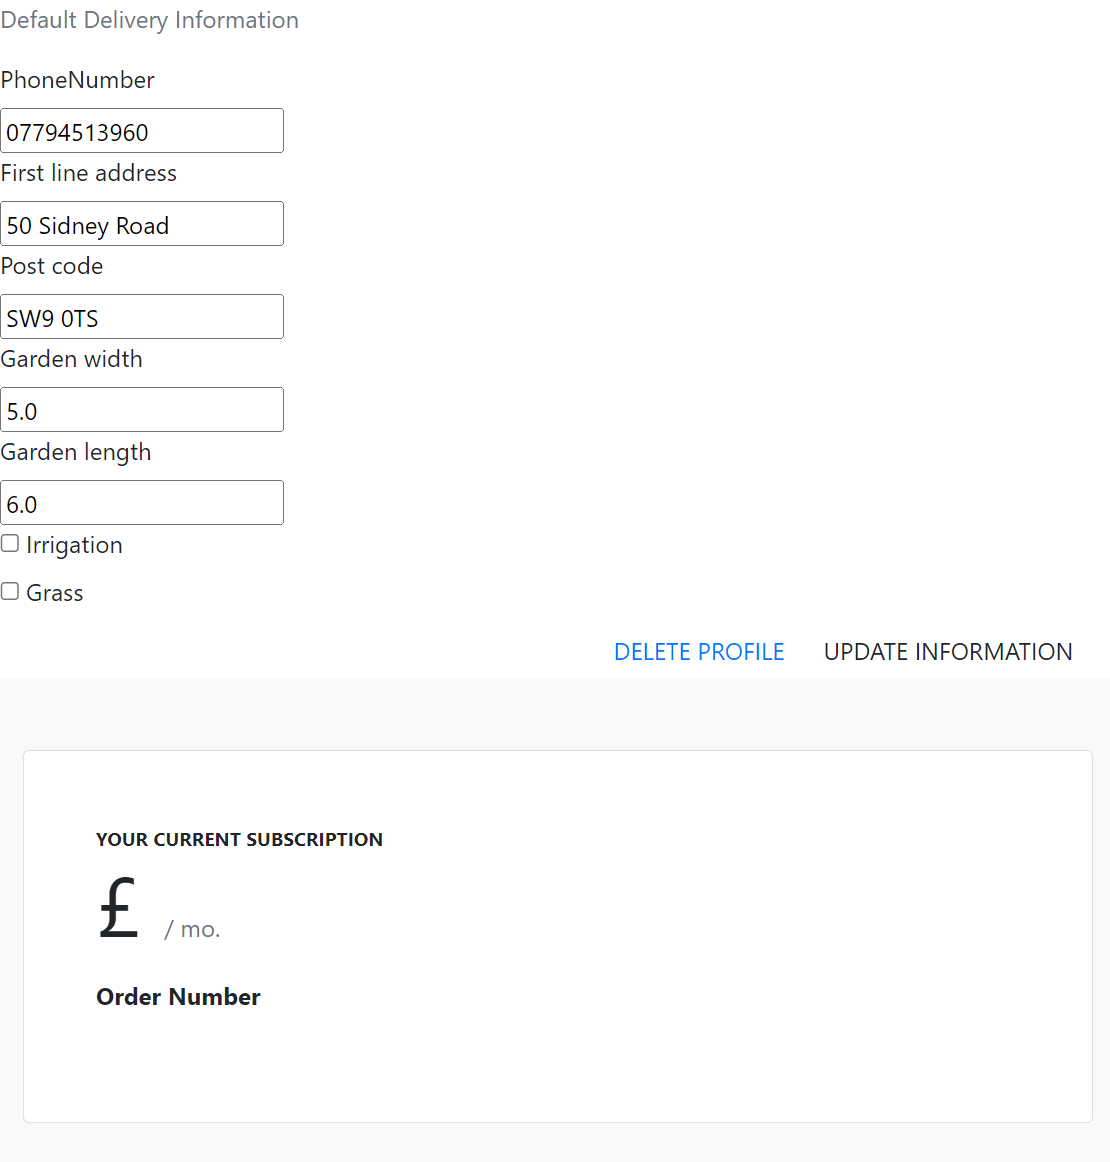 Default Delivery Information
PhoneNumber
07794513960
First line address
50 Sidney Road
Post code
SW9 0TS
Garden width
5.0
Garden length
6.0
Irrigation
Grass
DELETE PROFILE UPDATE INFORMATION
YOUR CURRENT SUBSCRIPTION
£ / mo.
Order Number